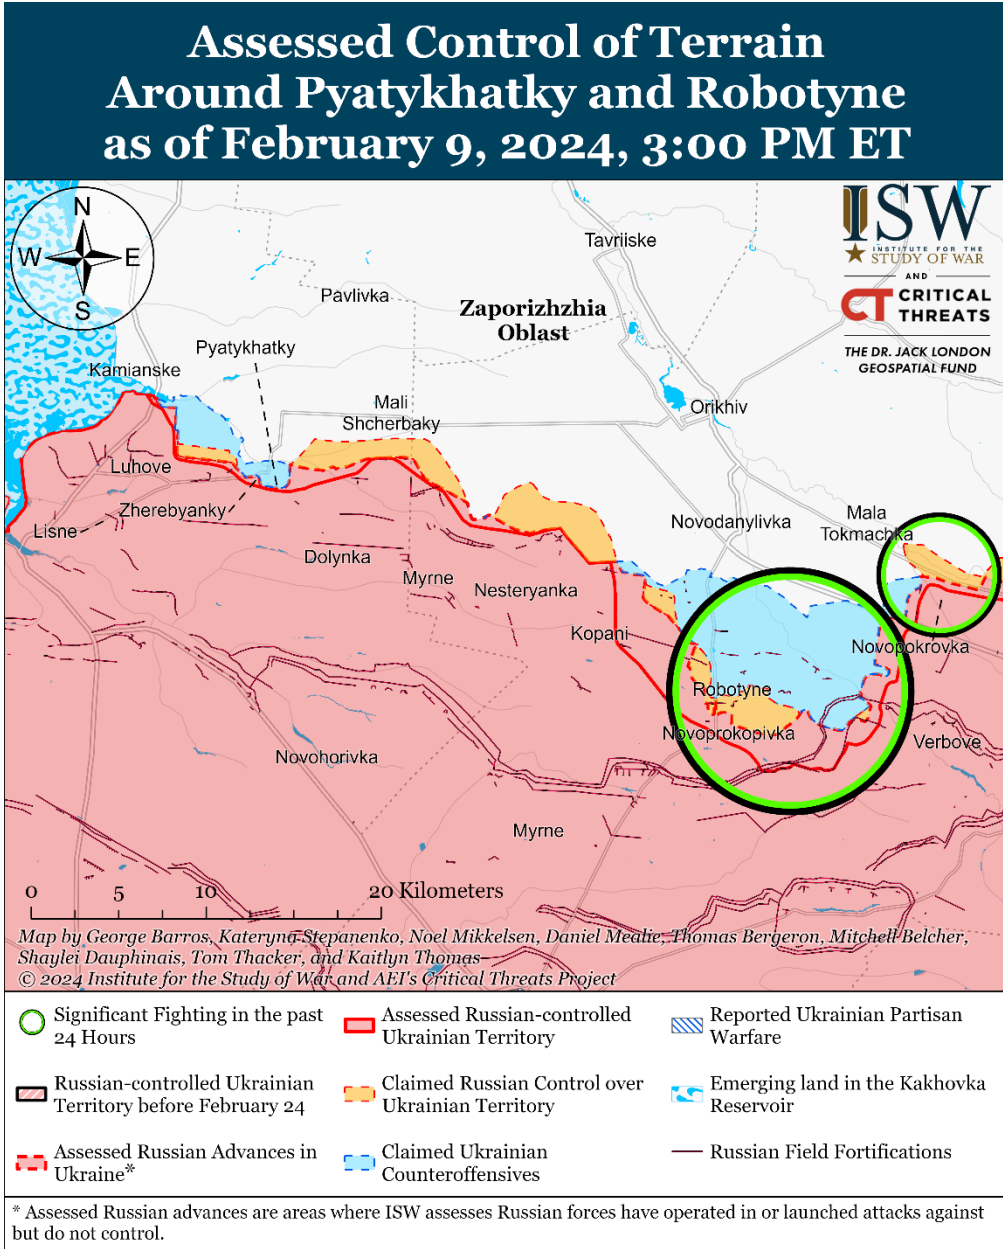 Assessed Control of Terrain
Around Pyatykhatky and Robotyne
as of February 9, 2024, 3:00 PM ET
N
W
E
S
ISW
INSTITUTE FOR THE
STUDY OF WAR
AND
CT CRITICAL
THREATS
THE DR. JACK LONDON
GEOSPATIAL FUND
Tavriiske
Pavlivka
Zaporizhzhia
Oblast
Pyatykhatky
Kamianske
Mali
Shcherbaky
Orikhiv
Luhove
Zherebyanky
Lisne
Novodanylivka
Mala
Tokmachka
Dolynka
Myrne
Nesteryanka
Kopani
Novopokrovka
Robotyne
Novoprokopivka
Verbove
Novohorivka
Myrne
0
5
10
20 Kilometers
Map by George Barros, Kateryna Stepanenko, Noel Mikkelsen, Daniel Mealie, Thomas Bergeron, Mitchell Belcher,
Shaylei Dauphinais, Tom Thacker, and Kaitlyn Thomas
© 2024 Institute for the Study of War and AEI's Critical Threats Project
Significant Fighting in the past
24 Hours
Russian-controlled Ukrainian
Territory before February 24
Assessed Russian Advances in
Ukraine*
Assessed Russian-controlled
Ukrainian Territory
Claimed Russian Control over
Ukrainian Territory
Claimed Ukrainian
Counteroffensives
Reported Ukrainian Partisan
Warfare
Emerging land in the Kakhovka
Reservoir
Russian Field Fortifications
* Assessed Russian advances are areas where ISW assesses Russian forces have operated in or launched attacks against
but do not control.